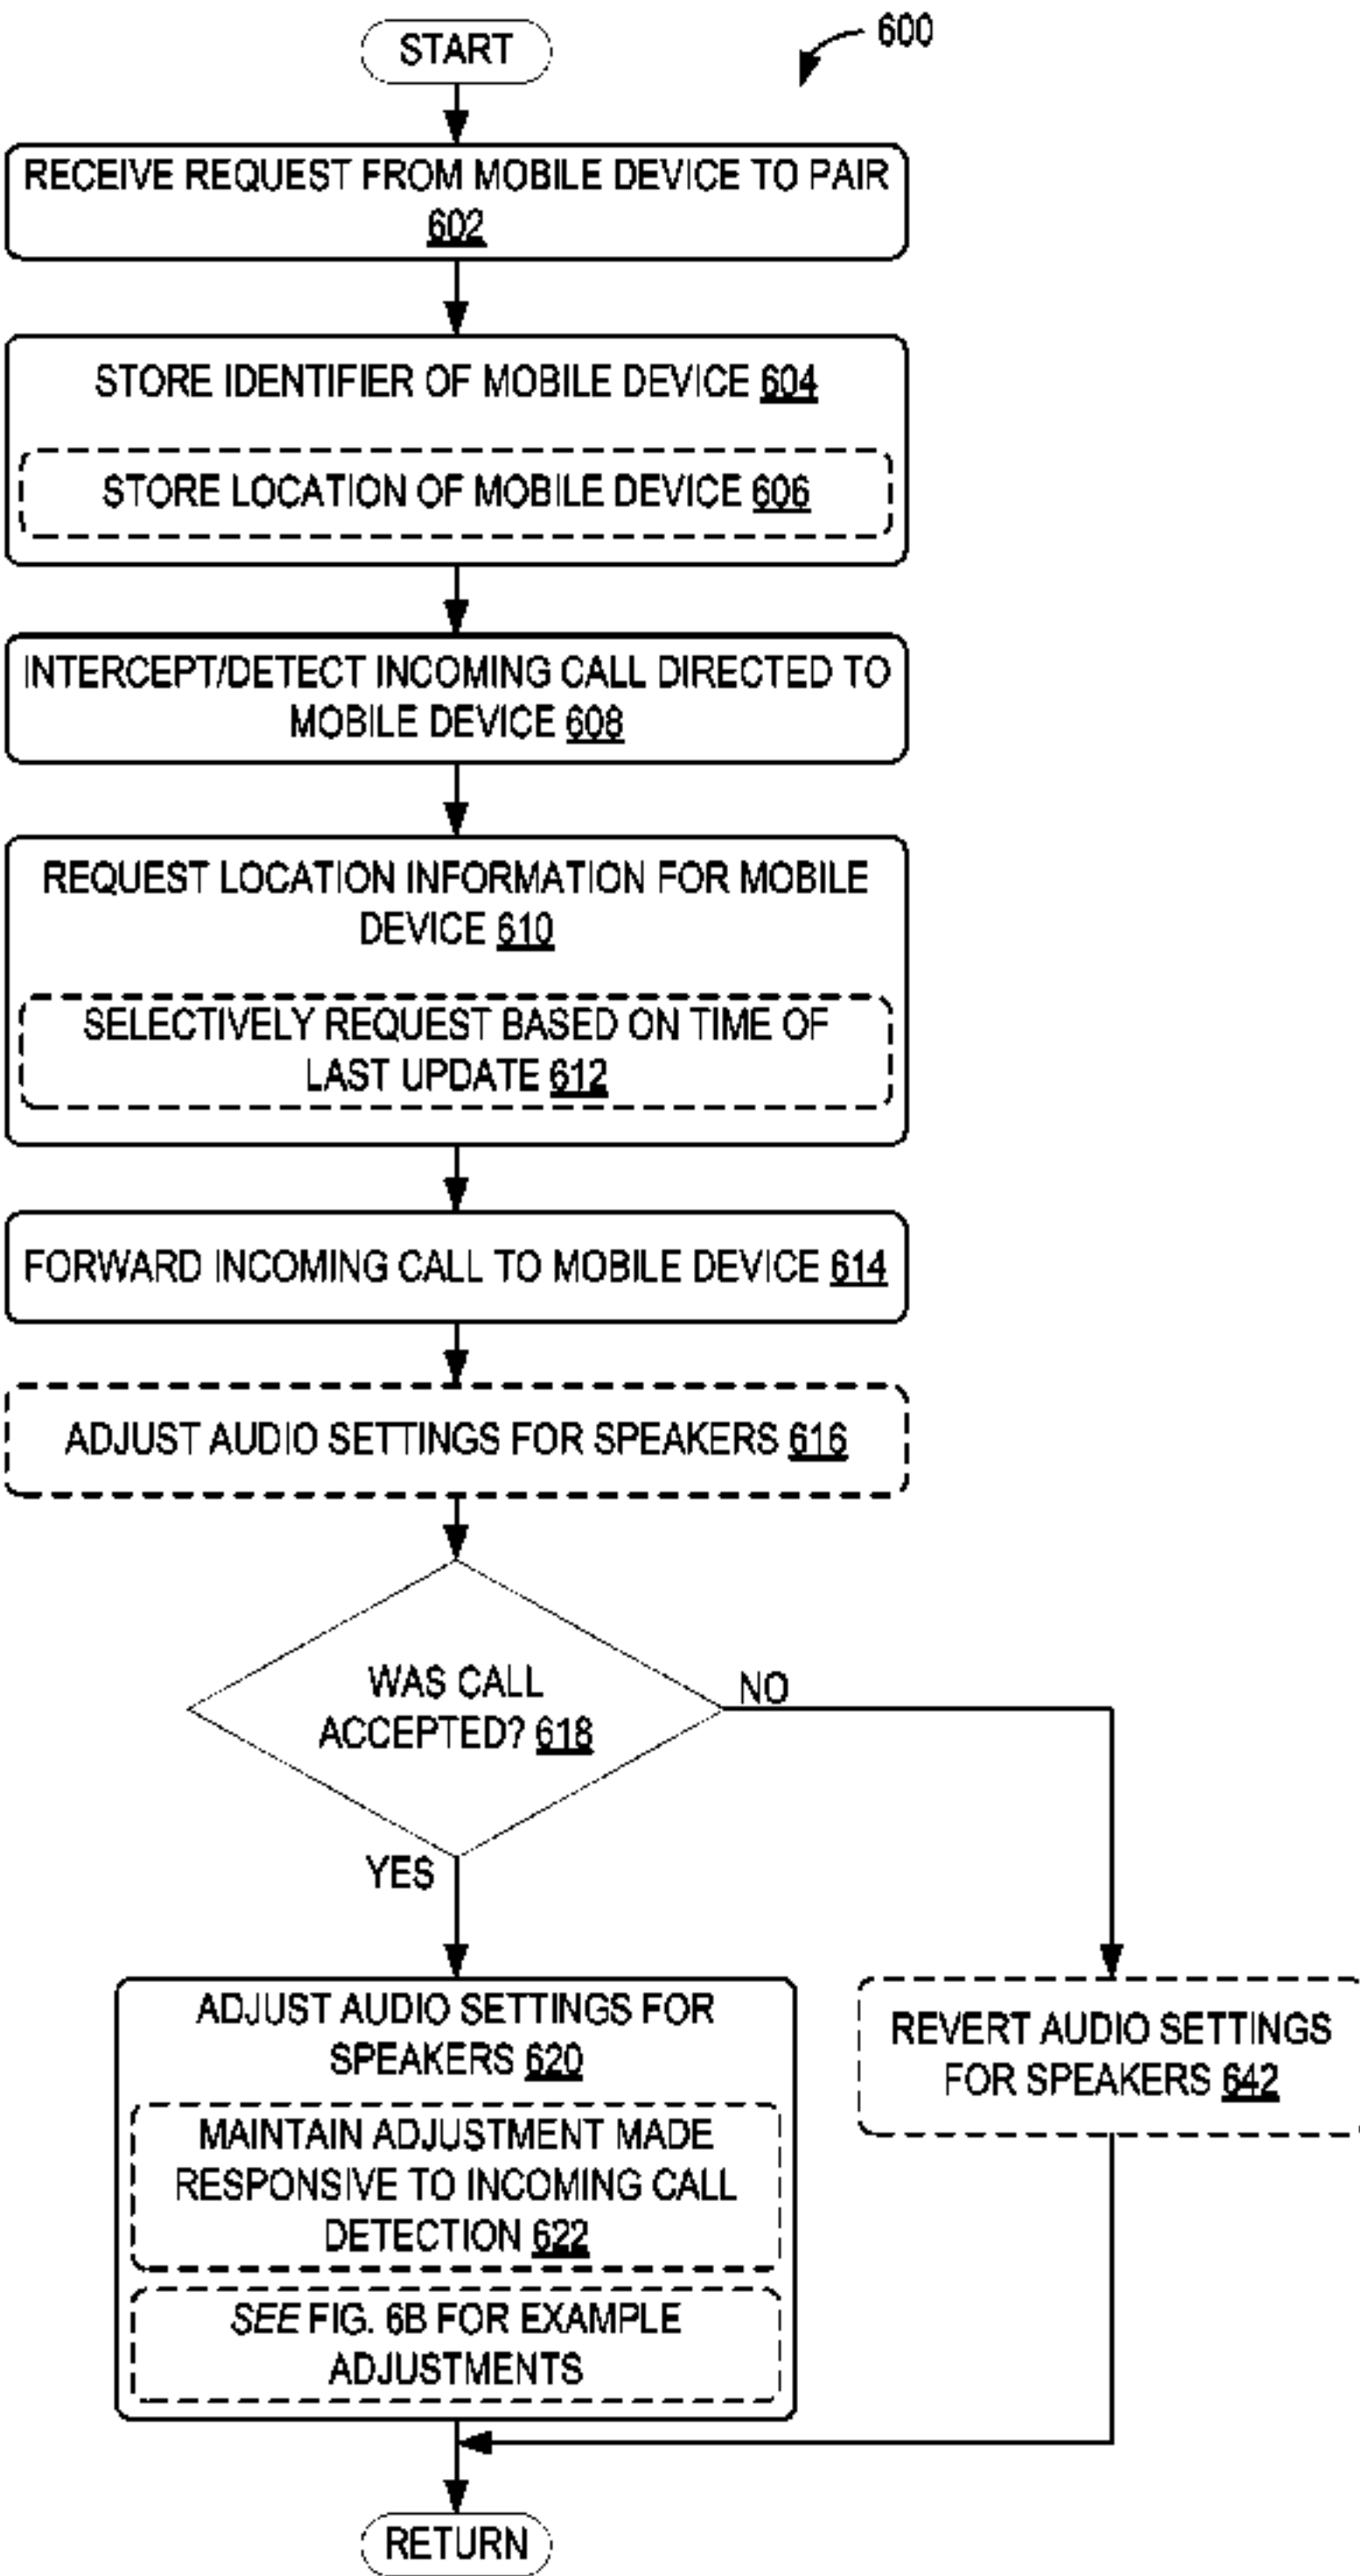 START
600
RECEIVE REQUEST FROM MOBILE DEVICE TO PAIR
602
STORE IDENTIFIER OF MOBILE DEVICE 604
STORE LOCATION OF MOBILE DEVICE 606
INTERCEPT/DETECT INCOMING CALL DIRECTED TO
MOBILE DEVICE 608
REQUEST LOCATION INFORMATION FOR MOBILE
DEVICE 610
SELECTIVELY REQUEST BASED ON TIME OF
LAST UPDATE 612
FORWARD INCOMING CALL TO MOBILE DEVICE 614
ADJUST AUDIO SETTINGS FOR SPEAKERS 616
WAS CALL
ACCEPTED? 618
NO
YES
ADJUST AUDIO SETTINGS FOR
SPEAKERS 620
MAINTAIN ADJUSTMENT MADE
RESPONSIVE TO INCOMING CALL
DETECTION 622
SEE FIG. 6B FOR EXAMPLE
ADJUSTMENTS
REVERT AUDIO SETTINGS
FOR SPEAKERS 642
RETURN